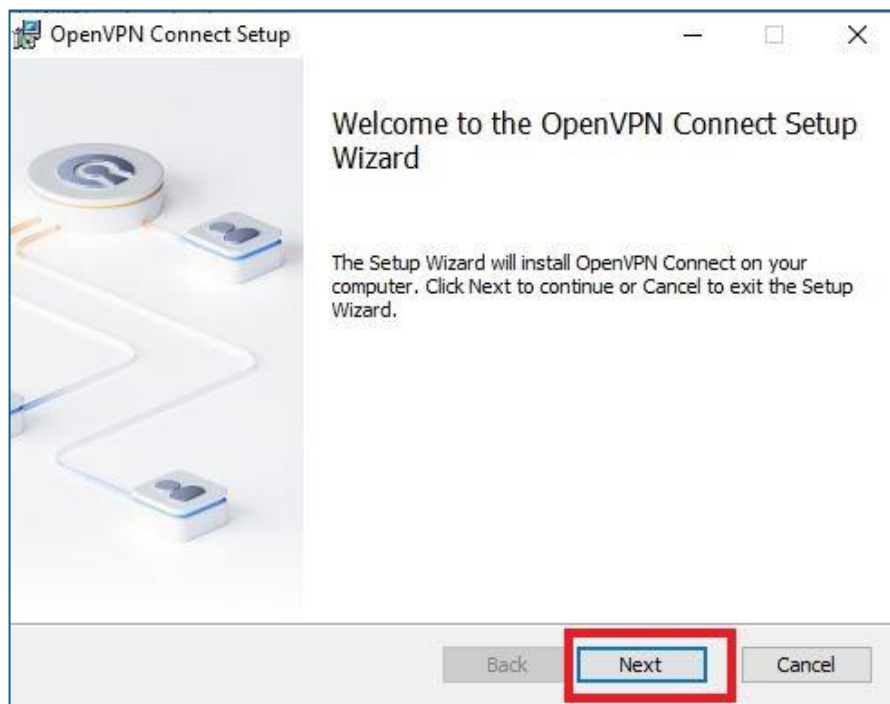 OpenVPN Connect Setup
Welcome to the OpenVPN Connect Setup
Wizard
The Setup Wizard will install OpenVPN Connect on your
computer. Click Next to continue or Cancel to exit the Setup
Wizard.
Back Next Cancel